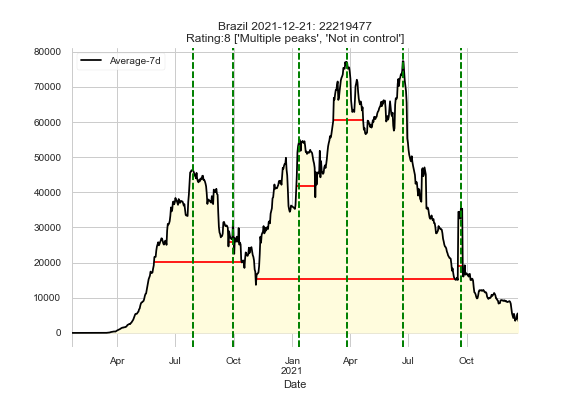 Brazil 2021-12-21: 22219477
Rating:8 ['Multiple peaks', 'Not in control']
Average-7d
80000
70000
60000
50000
40000
30000
20000
10000
0
Apr Jul Oct Jan Apr Jul Oct
2021
Date